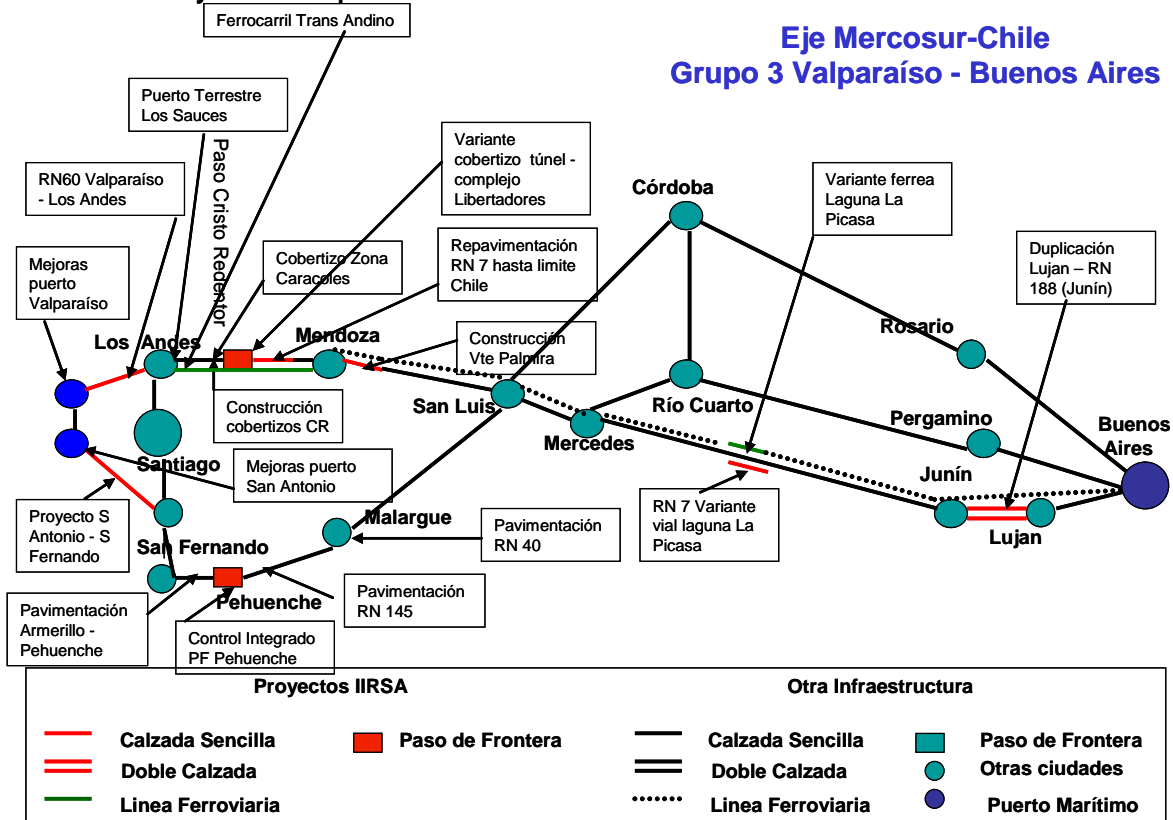 Ferrocarril Trans Andino
Eje Mercosur-Chile
Grupo 3 Valparaíso - Buenos Aires
Puerto Terrestre
Los Sauces
Paso Cristo Redentor
Variante
cobertizo túnel -
complejo
Libertadores
Variante ferrea
Laguna La
Picasa
RN60 Valparaíso
- Los Andes
Córdoba
Mejoras
puerto
Valparaíso
Cobertizo Zona
Caracoles
Repavimentación
RN 7 hasta limite
Chile
Duplicación
Lujan – RN
188 (Junín)
Los Andes
Mendoza
Construcción
Vte Palmira
Rosario
Construcción
cobertizos CR
San Luis
Río Cuarto
Mercedes
Pergamino
Buenos
Aires
Santiago
Mejoras puerto
San Antonio
Junín
Proyecto S
Antonio - S
Fernando
San Fernando
Malargue
Pavimentación
RN 40
RN 7 Variante
vial laguna La
Picasa
Lujan
Pehuenche
Pavimentación
RN 145
Pavimentación
Armerillo -
Pehuenche
Control Integrado
PF Pehuenche
Proyectos IIRSA
Otra Infraestructura
Calzada Sencilla
Paso de Frontera
Calzada Sencilla
Paso de Frontera
Doble Calzada
Doble Calzada
Otras ciudades
Linea Ferroviaria
Linea Ferroviaria
Puerto Marítimo